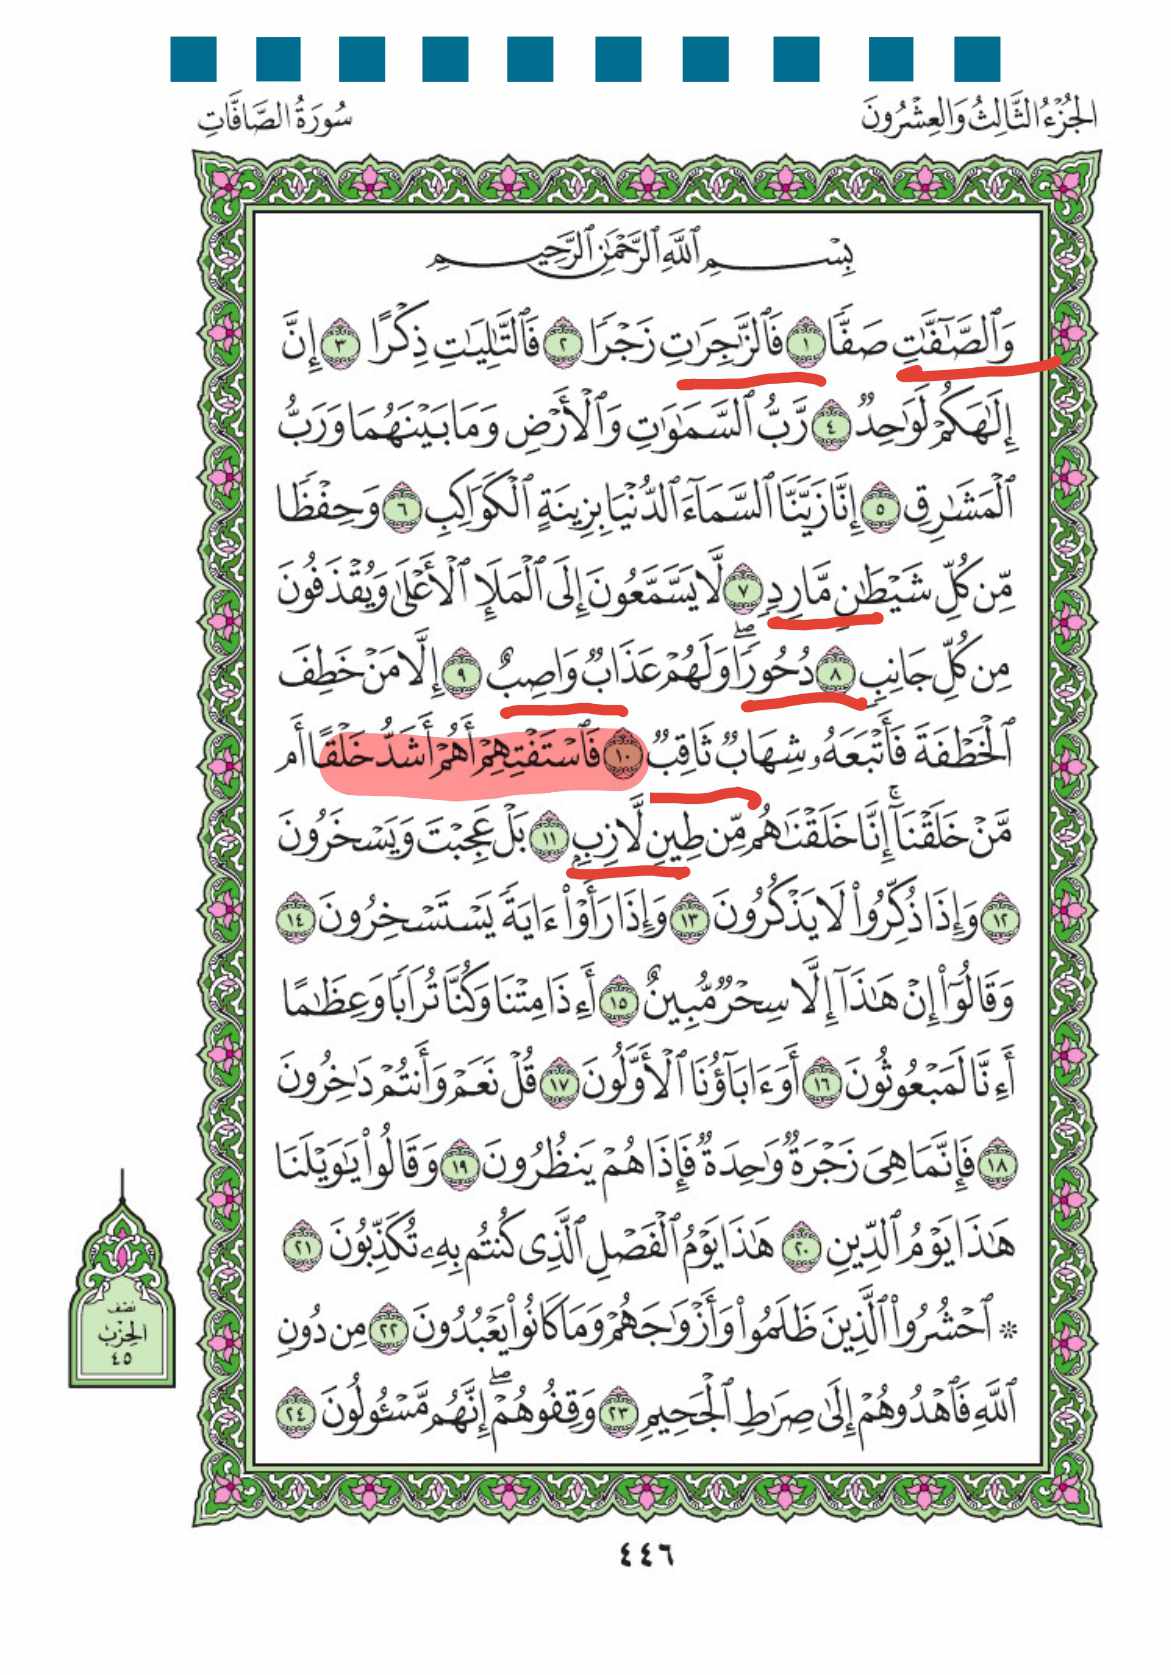 الجُزْءُ الثَّالِثُ وَالعِشْرُونَ
سُورَةُ الصَّافَّاتِ
بِسْمِ ٱللَّهِ ٱلرَّحْمَٰنِ ٱلرَّحِيمِ
وَٱلصَّٰٓفَّٰتِ صَفًّا ١ فَٱلزَّٰجِرَٰتِ زَجْرًا ٢ فَٱلتَّٰلِيَٰتِ ذِكْرًا ٣ إِنَّ
إِلَٰهَكُمْ لَوَٰحِدٌ ٤ رَّبُّ ٱلسَّمَٰوَٰتِ وَٱلْأَرْضِ وَمَا بَيْنَهُمَا وَرَبُّ
ٱلْمَشَٰرِقِ ٥ إِنَّا زَيَّنَّا ٱلسَّمَآءَ ٱلدُّنْيَا بِزِينَةٍ ٱلْكَوَاكِبِ ٦ وَحِفْظًا
مِّن كُلِّ شَيْطَٰنٍ مَّارِدٍ ٧ لَّا يَسَّمَّعُونَ إِلَى ٱلْمَلَإِ ٱلْأَعْلَىٰ وَيُقْذَفُونَ
مِن كُلِّ جَانِبٍ ٨ دُحُورًا ۖ وَلَهُمْ عَذَابٌ وَاصِبٌ ٩ إِلَّا مَنْ خَطِفَ
ٱلْخَطْفَةَ فَأَتْبَعَهُۥ شِهَابٌ ثَاقِبٌ ١٠ فَٱسْتَفْتِهِمْ أَهُمْ أَشَدُّ خَلْقًا أَم
مَّنْ خَلَقْنَآ ۚ إِنَّا خَلَقْنَٰهُم مِّن طِينٍ لَّازِبٍ ١١ بَلْ عَجِبْتَ وَيَسْخَرُونَ
١٢ وَإِذَا ذُكِّرُوا۟ لَا يَذْكُرُونَ ١٣ وَإِذَا رَأَوْا۟ ءَايَةً يَسْتَسْخِرُونَ ١٤
وَقَالُوٓا۟ إِنْ هَٰذَآ إِلَّا سِحْرٌ مُّبِينٌ ١٥ أَءِذَا مِتْنَا وَكُنَّا تُرَابًا وَعِظَٰمًا
أَءِنَّا لَمَبْعُوثُونَ ١٦ أَوَءَابَآؤُنَا ٱلْأَوَّلُونَ ١٧ قُلْ نَعَمْ وَأَنتُمْ دَٰخِرُونَ
١٨ فَإِنَّمَا هِىَ زَجْرَةٌ وَٰحِدَةٌ فَإِذَا هُمْ يَنظُرُونَ ١٩ وَقَالُوا۟ يَٰوَيْلَنَا
هَٰذَا يَوْمُ ٱلدِّينِ ٢٠ هَٰذَا يَوْمُ ٱلْفَصْلِ ٱلَّذِى كُنتُم بِهِۦ تُكَذِّبُونَ ٢١
۞ ٱحْشُرُوا۟ ٱلَّذِينَ ظَلَمُوا۟ وَأَزْوَٰجَهُمْ وَمَا كَانُوا۟ يَعْبُدُونَ ٢٢ مِن دُونِ
ٱللَّهِ فَٱهْدُوهُمْ إِلَىٰ صِرَٰطِ ٱلْجَحِيمِ ٢٣ وَقِفُوهُمْ ۖ إِنَّهُم مَّسْـُٔولُونَ ٢٤
نصف
الحِزْبْ
٤٥
٤٤٦